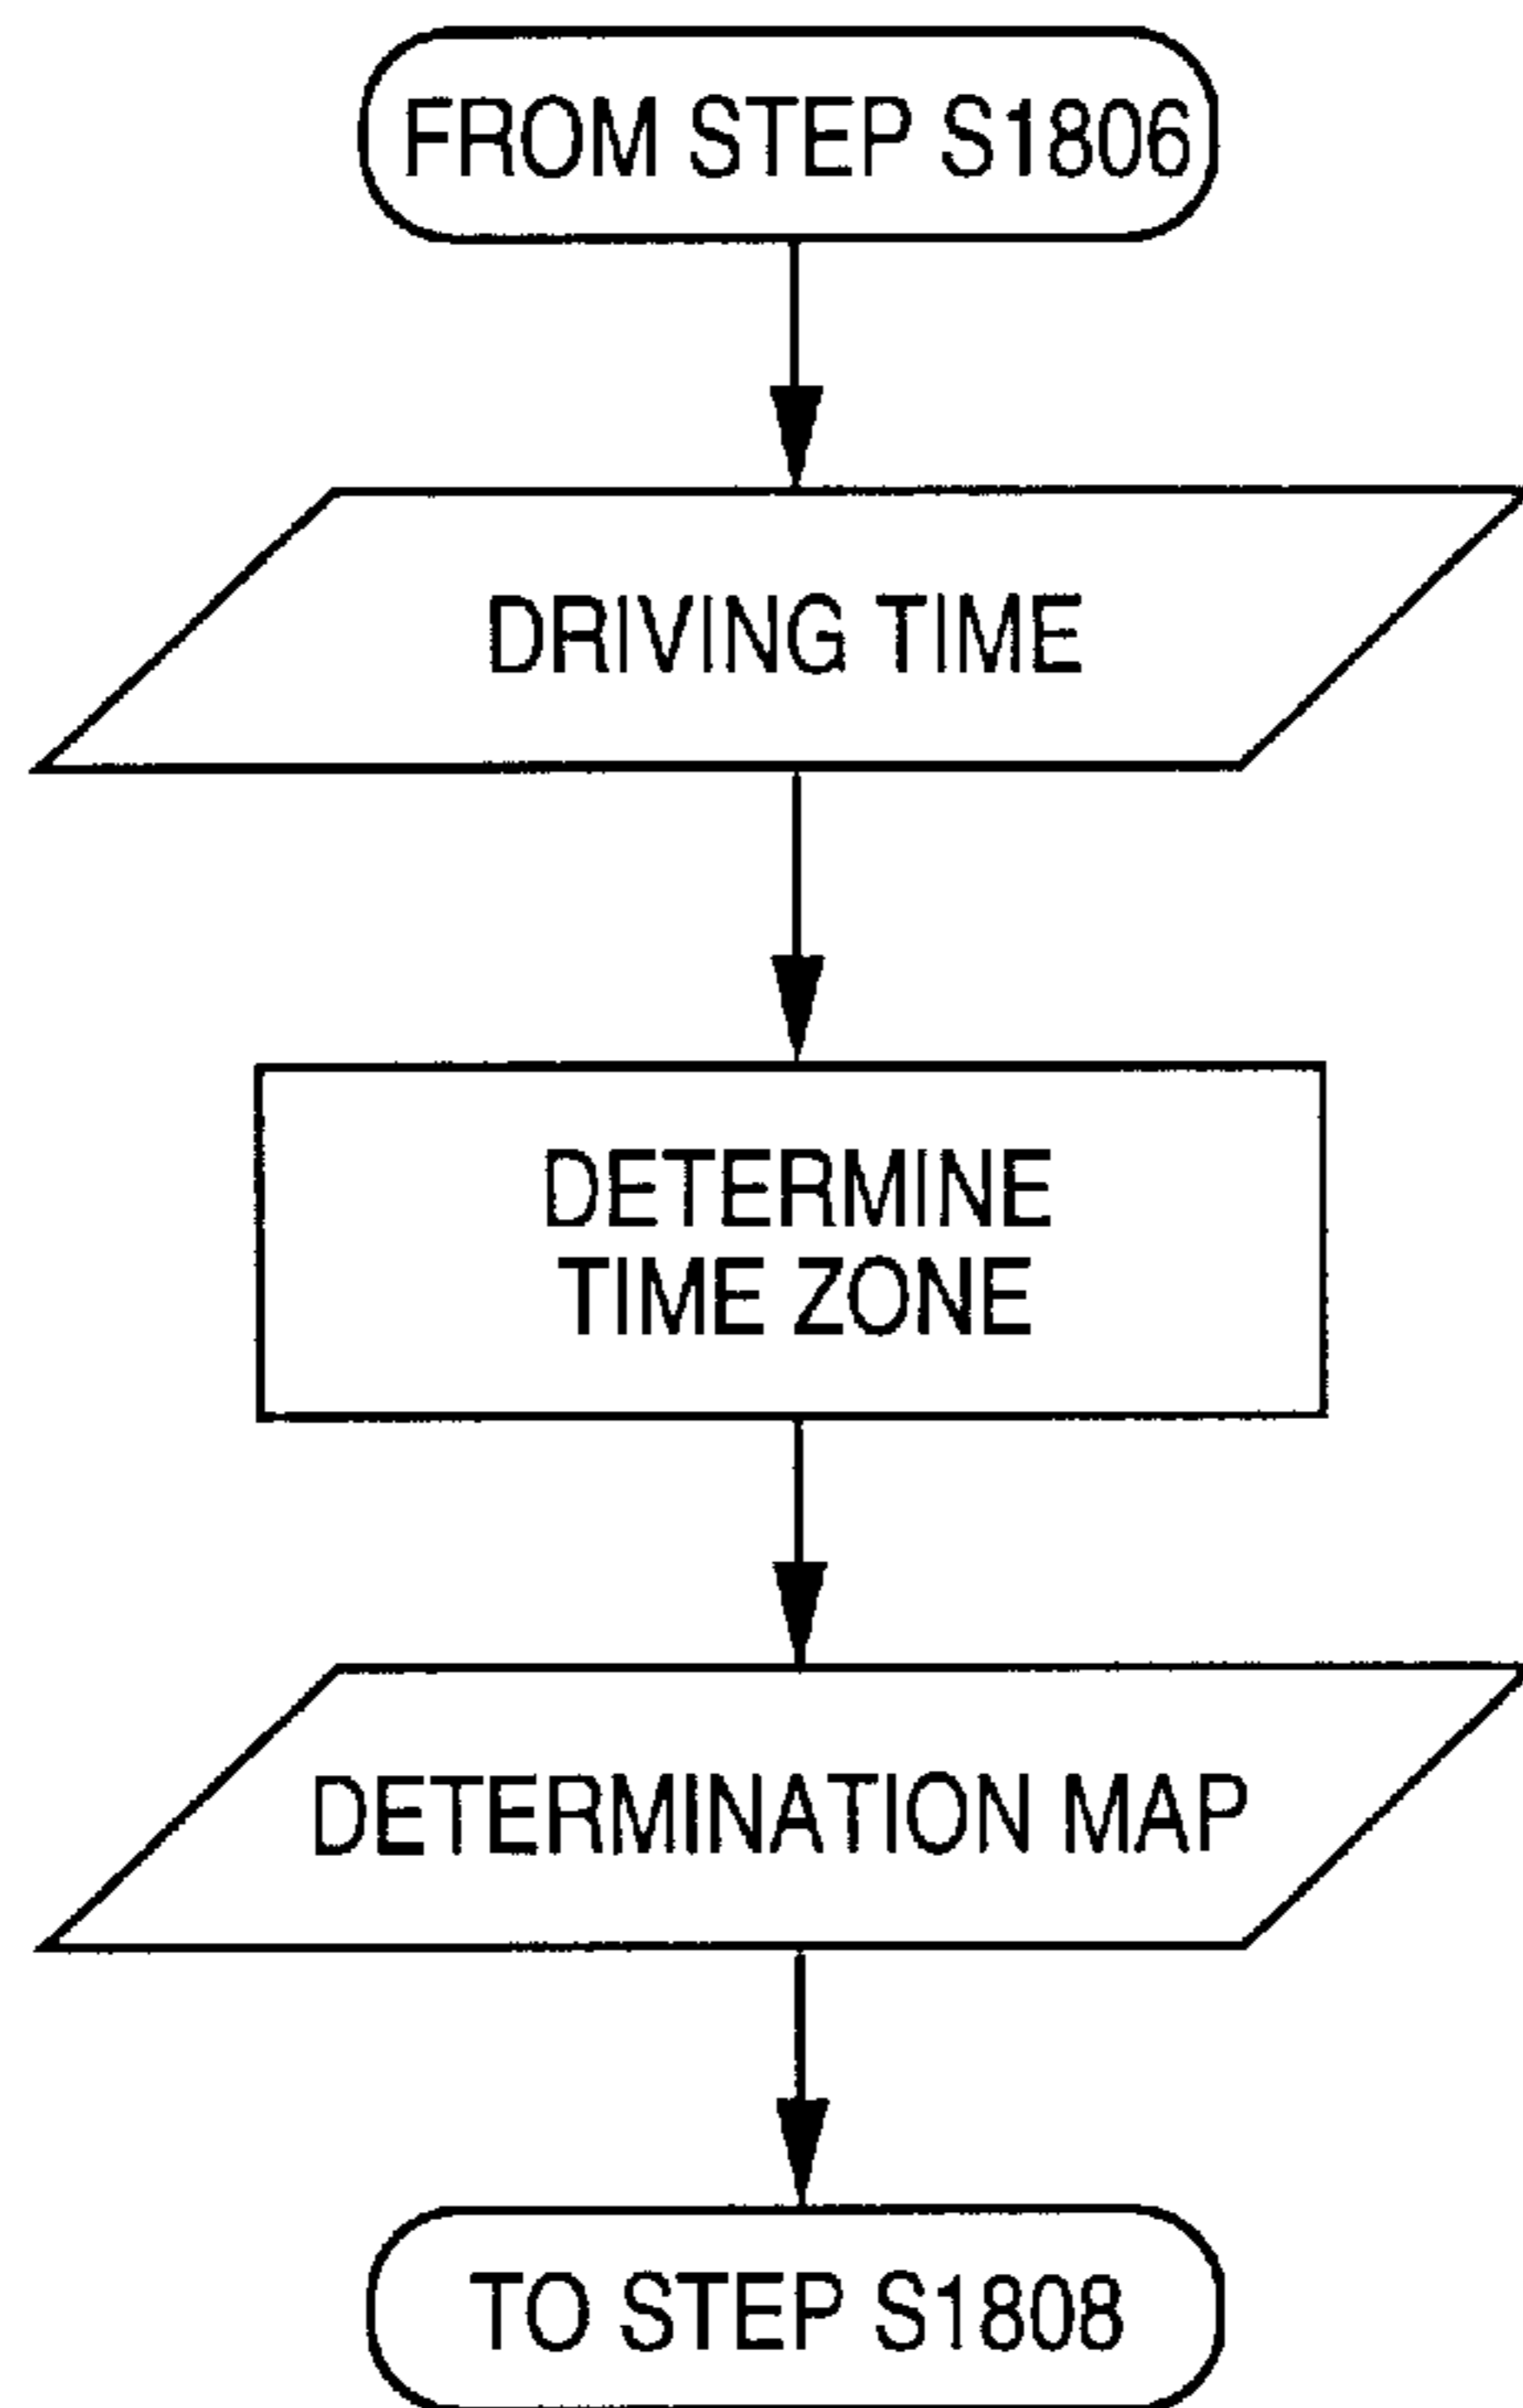 FROM STEP S1806
DRIVING TIME
DETERMINE
TIME ZONE
DETERMINATION MAP
TO STEP S1808